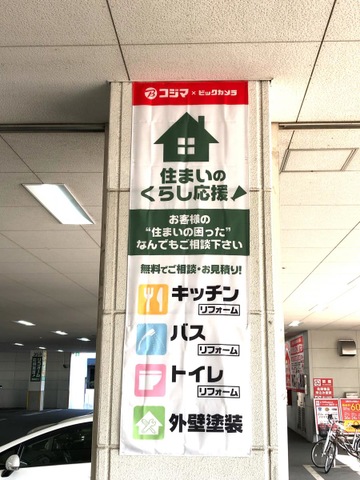 コジマ×ビックカメラ
住まいの
くらし応援!
お客様の
"住まいの困った"
なんでもご相談下さい
無料でご相談・お見積り!
キッチン
リフォーム
バス
リフォーム
トイレ
リフォーム
外壁塗装